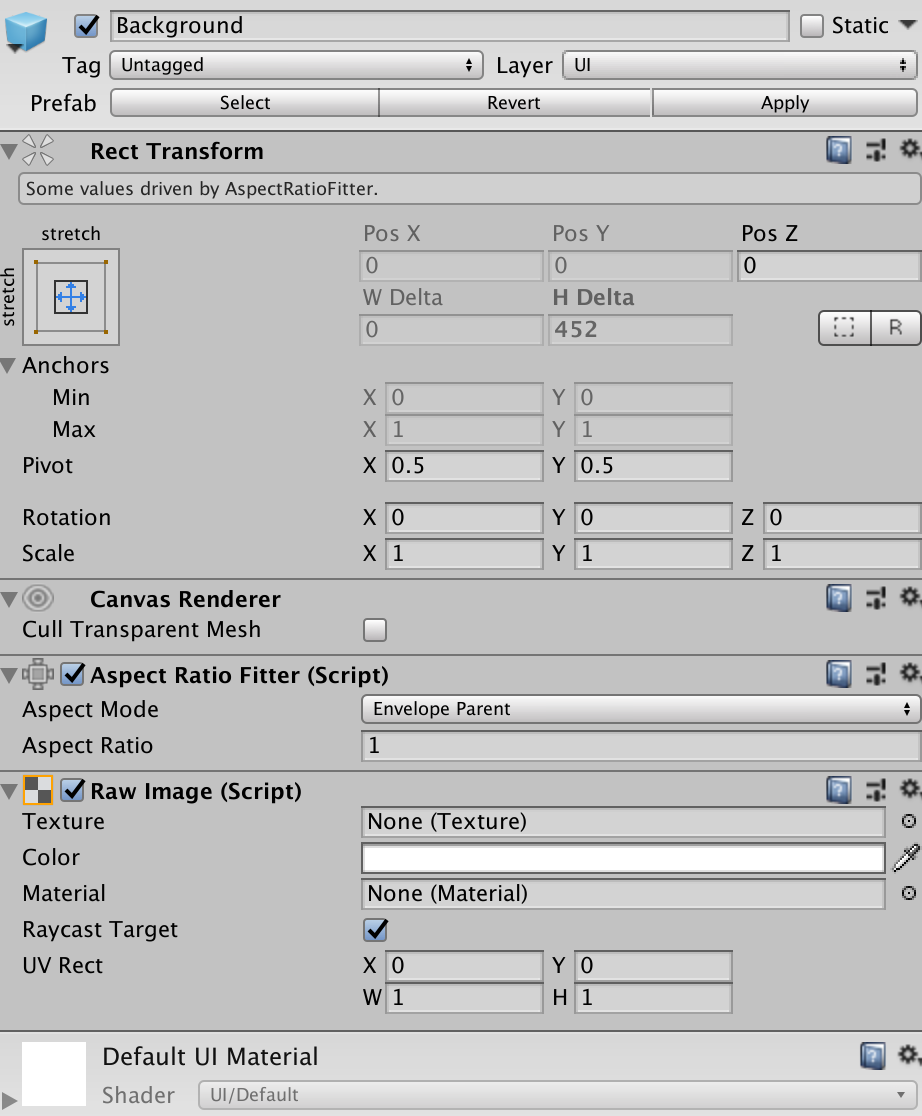 Background Static
Tag Untagged Layer UI
Prefab Select Revert Apply
Rect Transform
Some values driven by AspectRatioFitter.
stretch Pos X Pos Y Pos Z
stretch 0 0 0
W Delta H Delta
0 452 R
Anchors
Min X 0 Y 0
Max X 1 Y 1
Pivot X 0.5 Y 0.5
Rotation X 0 Y 0 Z 0
Scale X 1 Y 1 Z 1
Canvas Renderer
Cull Transparent Mesh
Aspect Ratio Fitter (Script)
Aspect Mode Envelope Parent
Aspect Ratio 1
Raw Image (Script)
Texture None (Texture)
Color
Material None (Material)
Raycast Target
UV Rect X 0 Y 0
W 1 H 1
Default UI Material
Shader UI/Default